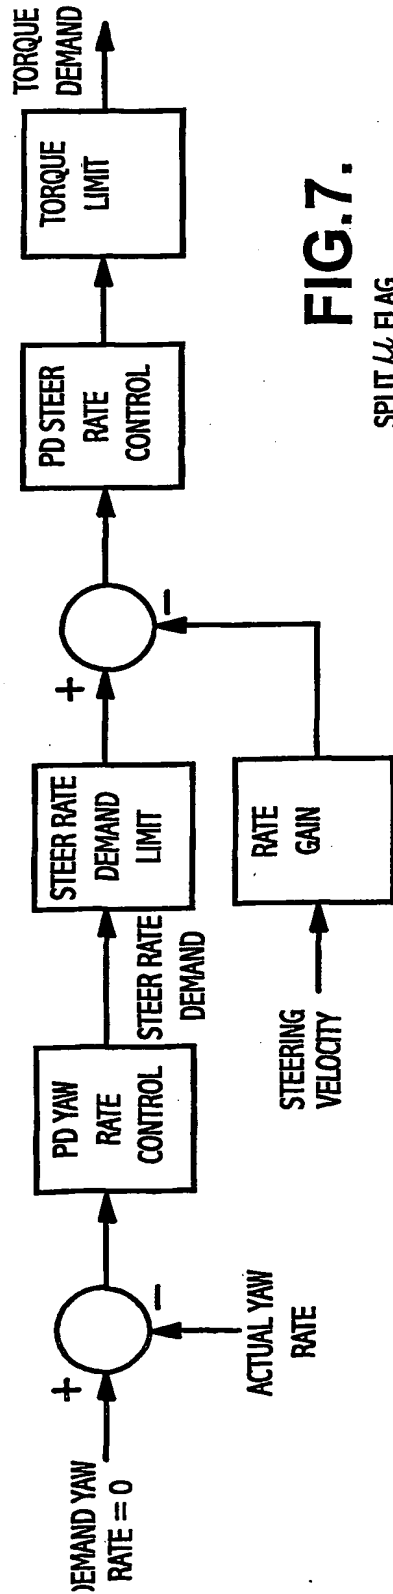 DEMAND YAW
RATE = 0
+
−
ACTUAL YAW
RATE
PD YAW
RATE
CONTROL
STEER RATE
DEMAND
STEER RATE
DEMAND
LIMIT
STEERING
VELOCITY
RATE
GAIN
+
−
PD STEER
RATE
CONTROL
TORQUE
LIMIT
TORQUE
DEMAND
FIG.7.
SPLIT μ FLAG